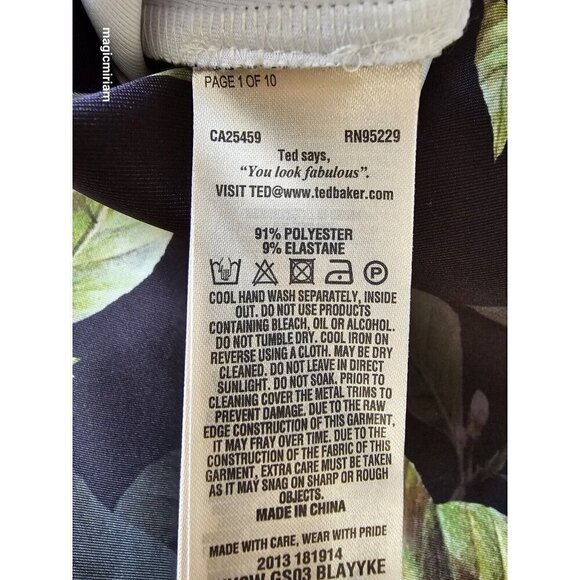 magicmiriam
PAGE 1 OF 10
CA25459 RN95229
Ted says,
"You look fabulous".
VISIT TED@www.tedbaker.com
91% POLYESTER
9% ELASTANE
P
COOL HAND WASH SEPARATELY, INSIDE
OUT. DO NOT USE PRODUCTS
CONTAINING BLEACH, OIL OR ALCOHOL.
DO NOT TUMBLE DRY. COOL IRON ON
REVERSE USING A CLOTH. MAY BE DRY
CLEANED. DO NOT LEAVE IN DIRECT
SUNLIGHT. DO NOT SOAK. PRIOR TO
CLEANING COVER THE METAL TRIMS TO
PREVENT DAMAGE. DUE TO THE RAW
EDGE CONSTRUCTION OF THIS GARMENT,
IT MAY FRAY OVER TIME. DUE TO THE
CONSTRUCTION OF THE FABRIC OF THIS
GARMENT, EXTRA CARE MUST BE TAKEN
AS IT MAY SNAG ON SHARP OR ROUGH
OBJECTS.
MADE IN CHINA
MADE WITH CARE, WEAR WITH PRIDE
2013 181914
GS03 BLAYYKE